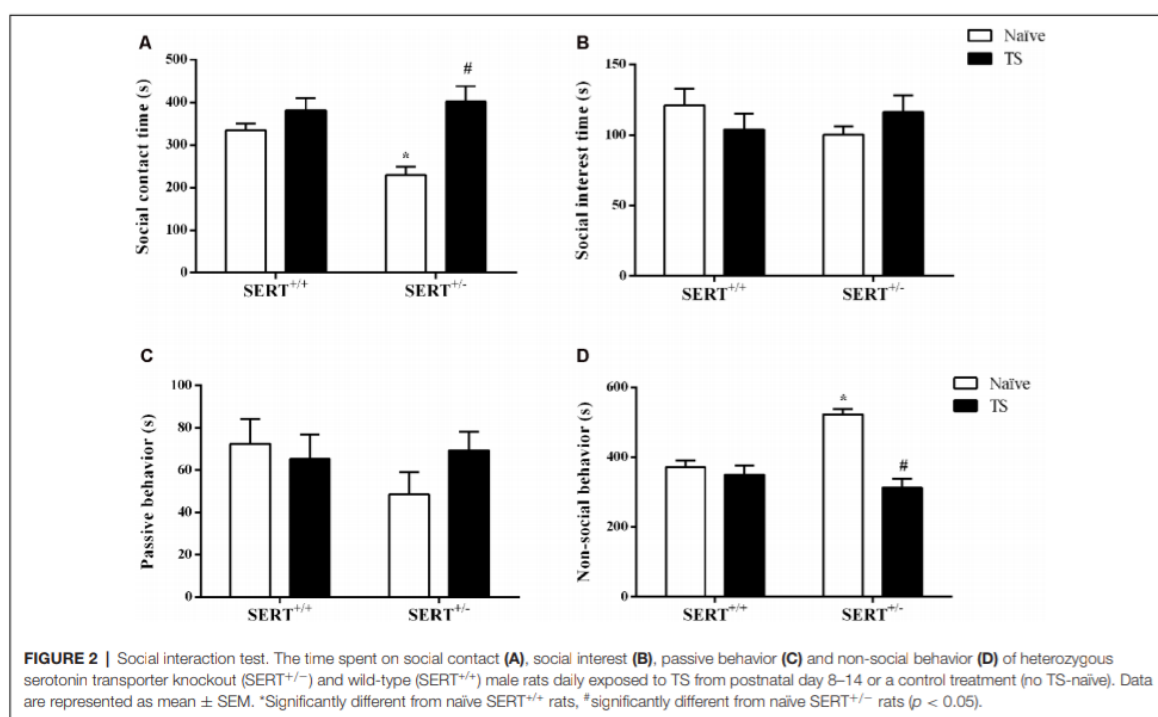 A
B
Naïve
TS
Social contact time (s)
500
400
300
200
100
0
*
#
SERT+/+
SERT+/-
Social interest time (s)
150
100
50
0
SERT+/+
SERT+/-
C
D
Naïve
TS
Passive behavior (s)
100
80
60
40
20
0
SERT+/+
SERT+/-
Non-social behavior (s)
600
400
200
0
*
#
SERT+/+
SERT+/-
FIGURE 2 | Social interaction test. The time spent on social contact (A), social interest (B), passive behavior (C) and non-social behavior (D) of heterozygous
serotonin transporter knockout (SERT+/−) and wild-type (SERT+/+) male rats daily exposed to TS from postnatal day 8–14 or a control treatment (no TS-naïve). Data
are represented as mean ± SEM. *Significantly different from naïve SERT+/+ rats, #significantly different from naïve SERT+/− rats (p < 0.05).